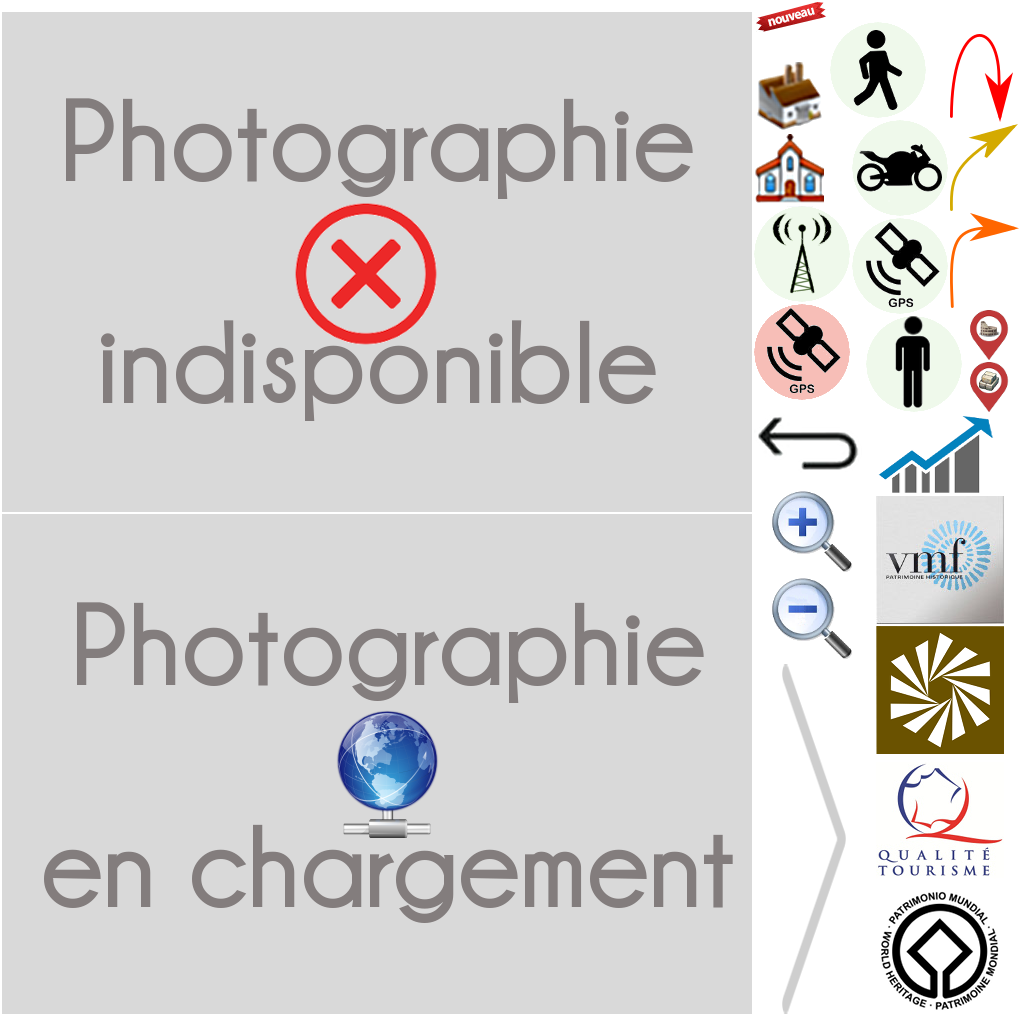 Photographie
indisponible
Photographie
en chargement
nouveau
GPS
GPS
vmf
PATRIMOINE HISTORIQUE
QUALITÉ
TOURISME
· PATRIMONIO MUNDIAL ·
WORLD HERITAGE · PATRIMOINE MONDIAL